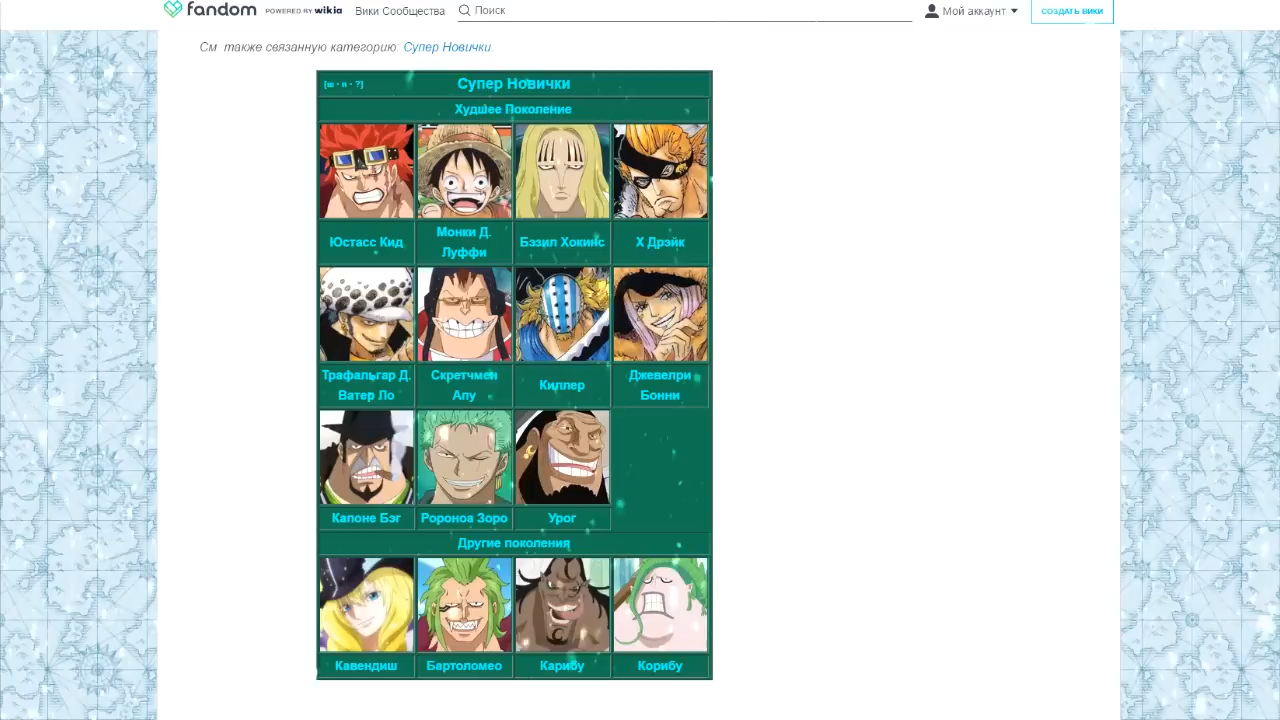 fandom POWERED BY wikia Вики Сообщества Поиск Мой аккаунт СОЗДАТЬ ВИКИ
См. также связанную категорию: Супер Новички
[ш · п · ?] Супер Новички
Худшее Поколение
Юстасс Кид Монки Д. Луффи Бэзил Хокинс Х Дрэйк
Трафальгар Д. Ватер Ло Скретчмен Апу Киллер Джевелри Бонни
Капоне Бэг Ророноа Зоро Урог
Другие поколения
Кавендиш Бартоломео Карибу Корибу